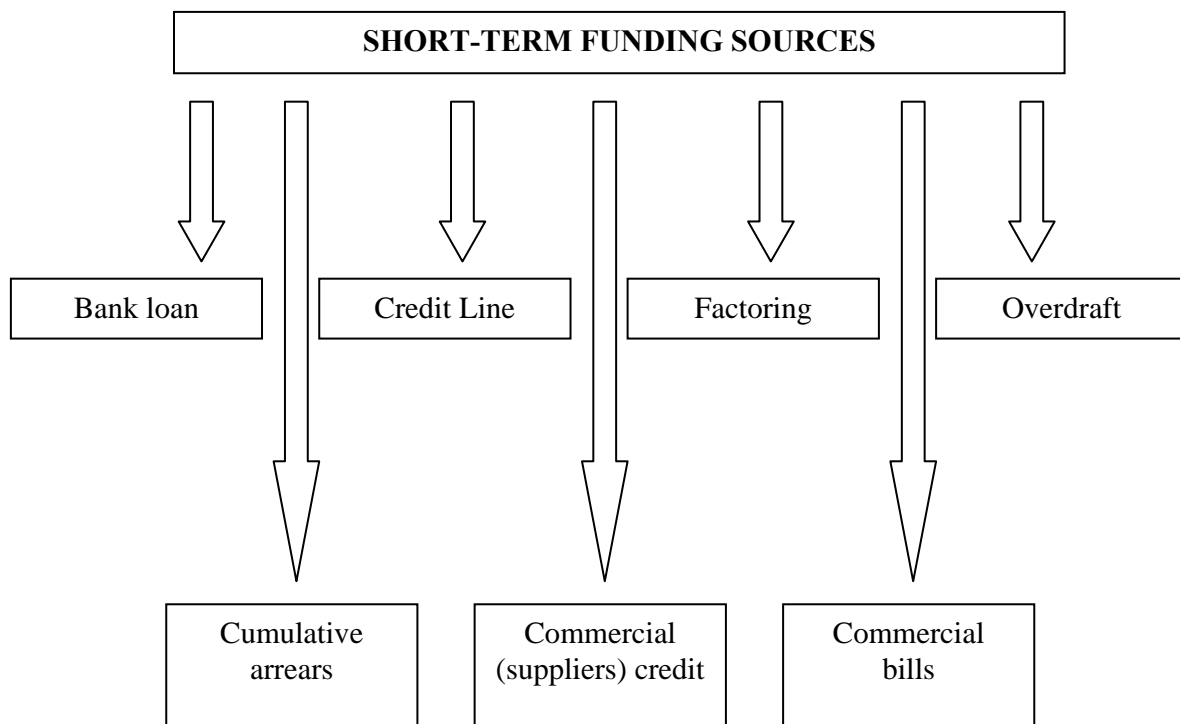 SHORT-TERM FUNDING SOURCES
Bank loan
Credit Line
Factoring
Overdraft
Cumulative
arrears
Commercial
(suppliers) credit
Commercial
bills